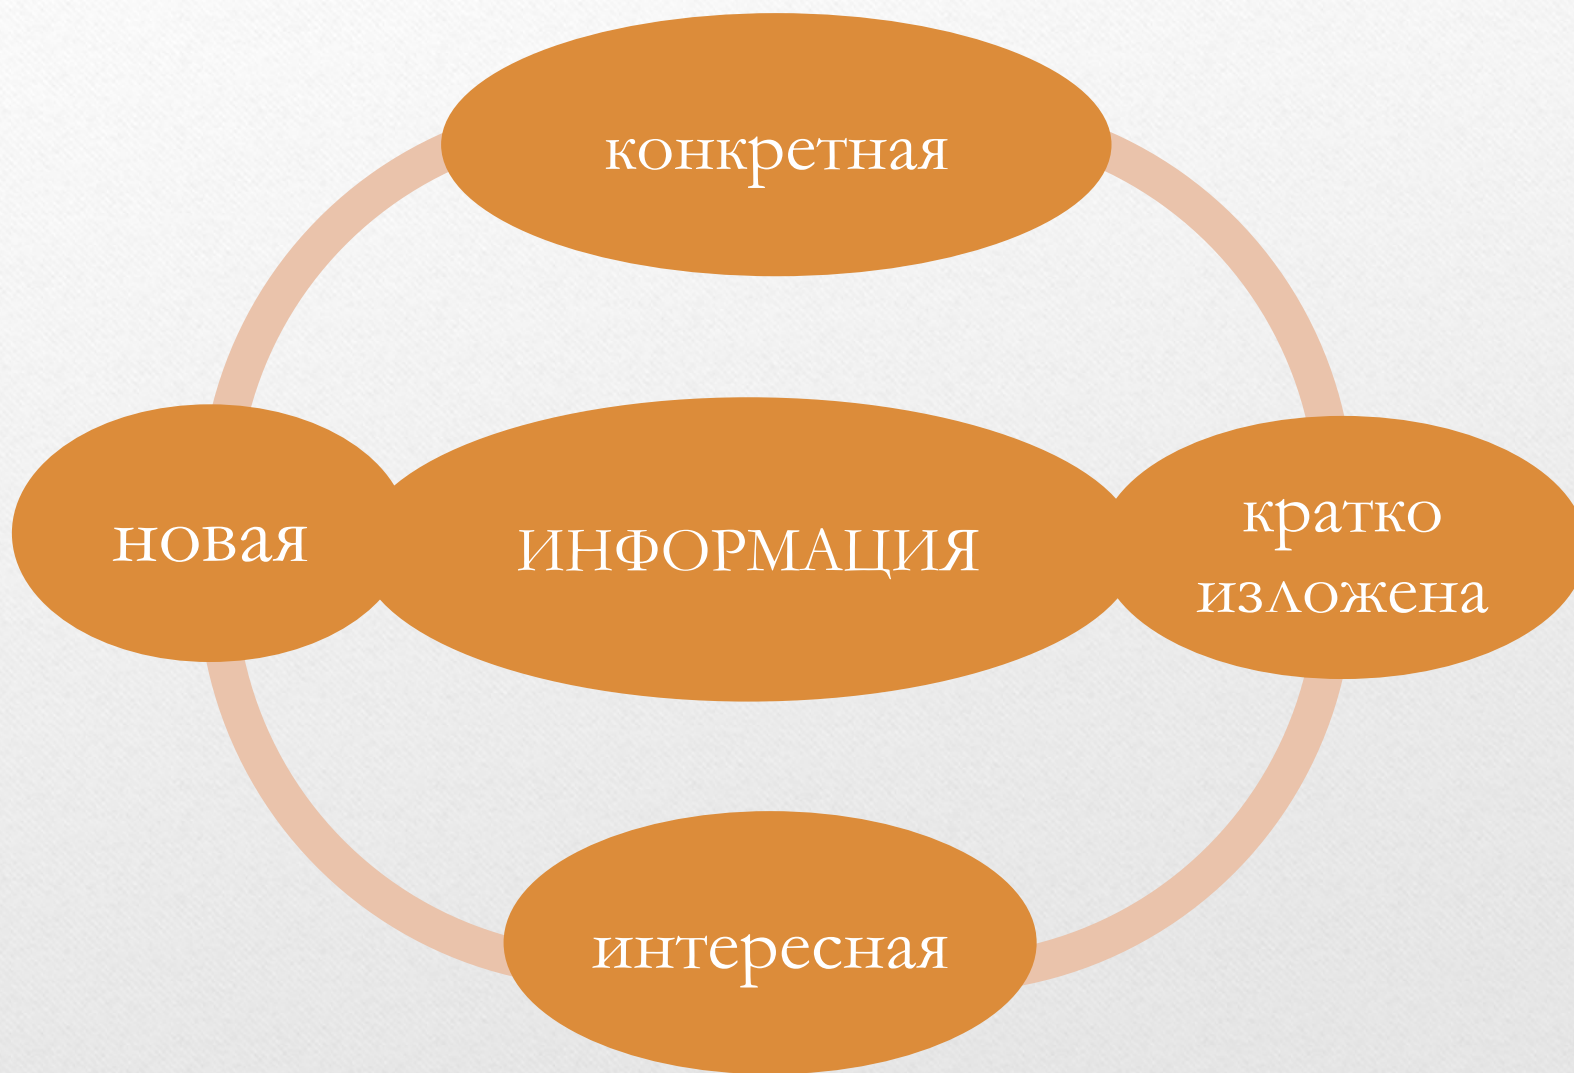 конкретная
новая
ИНФОРМАЦИЯ
кратко
изложена
интересная